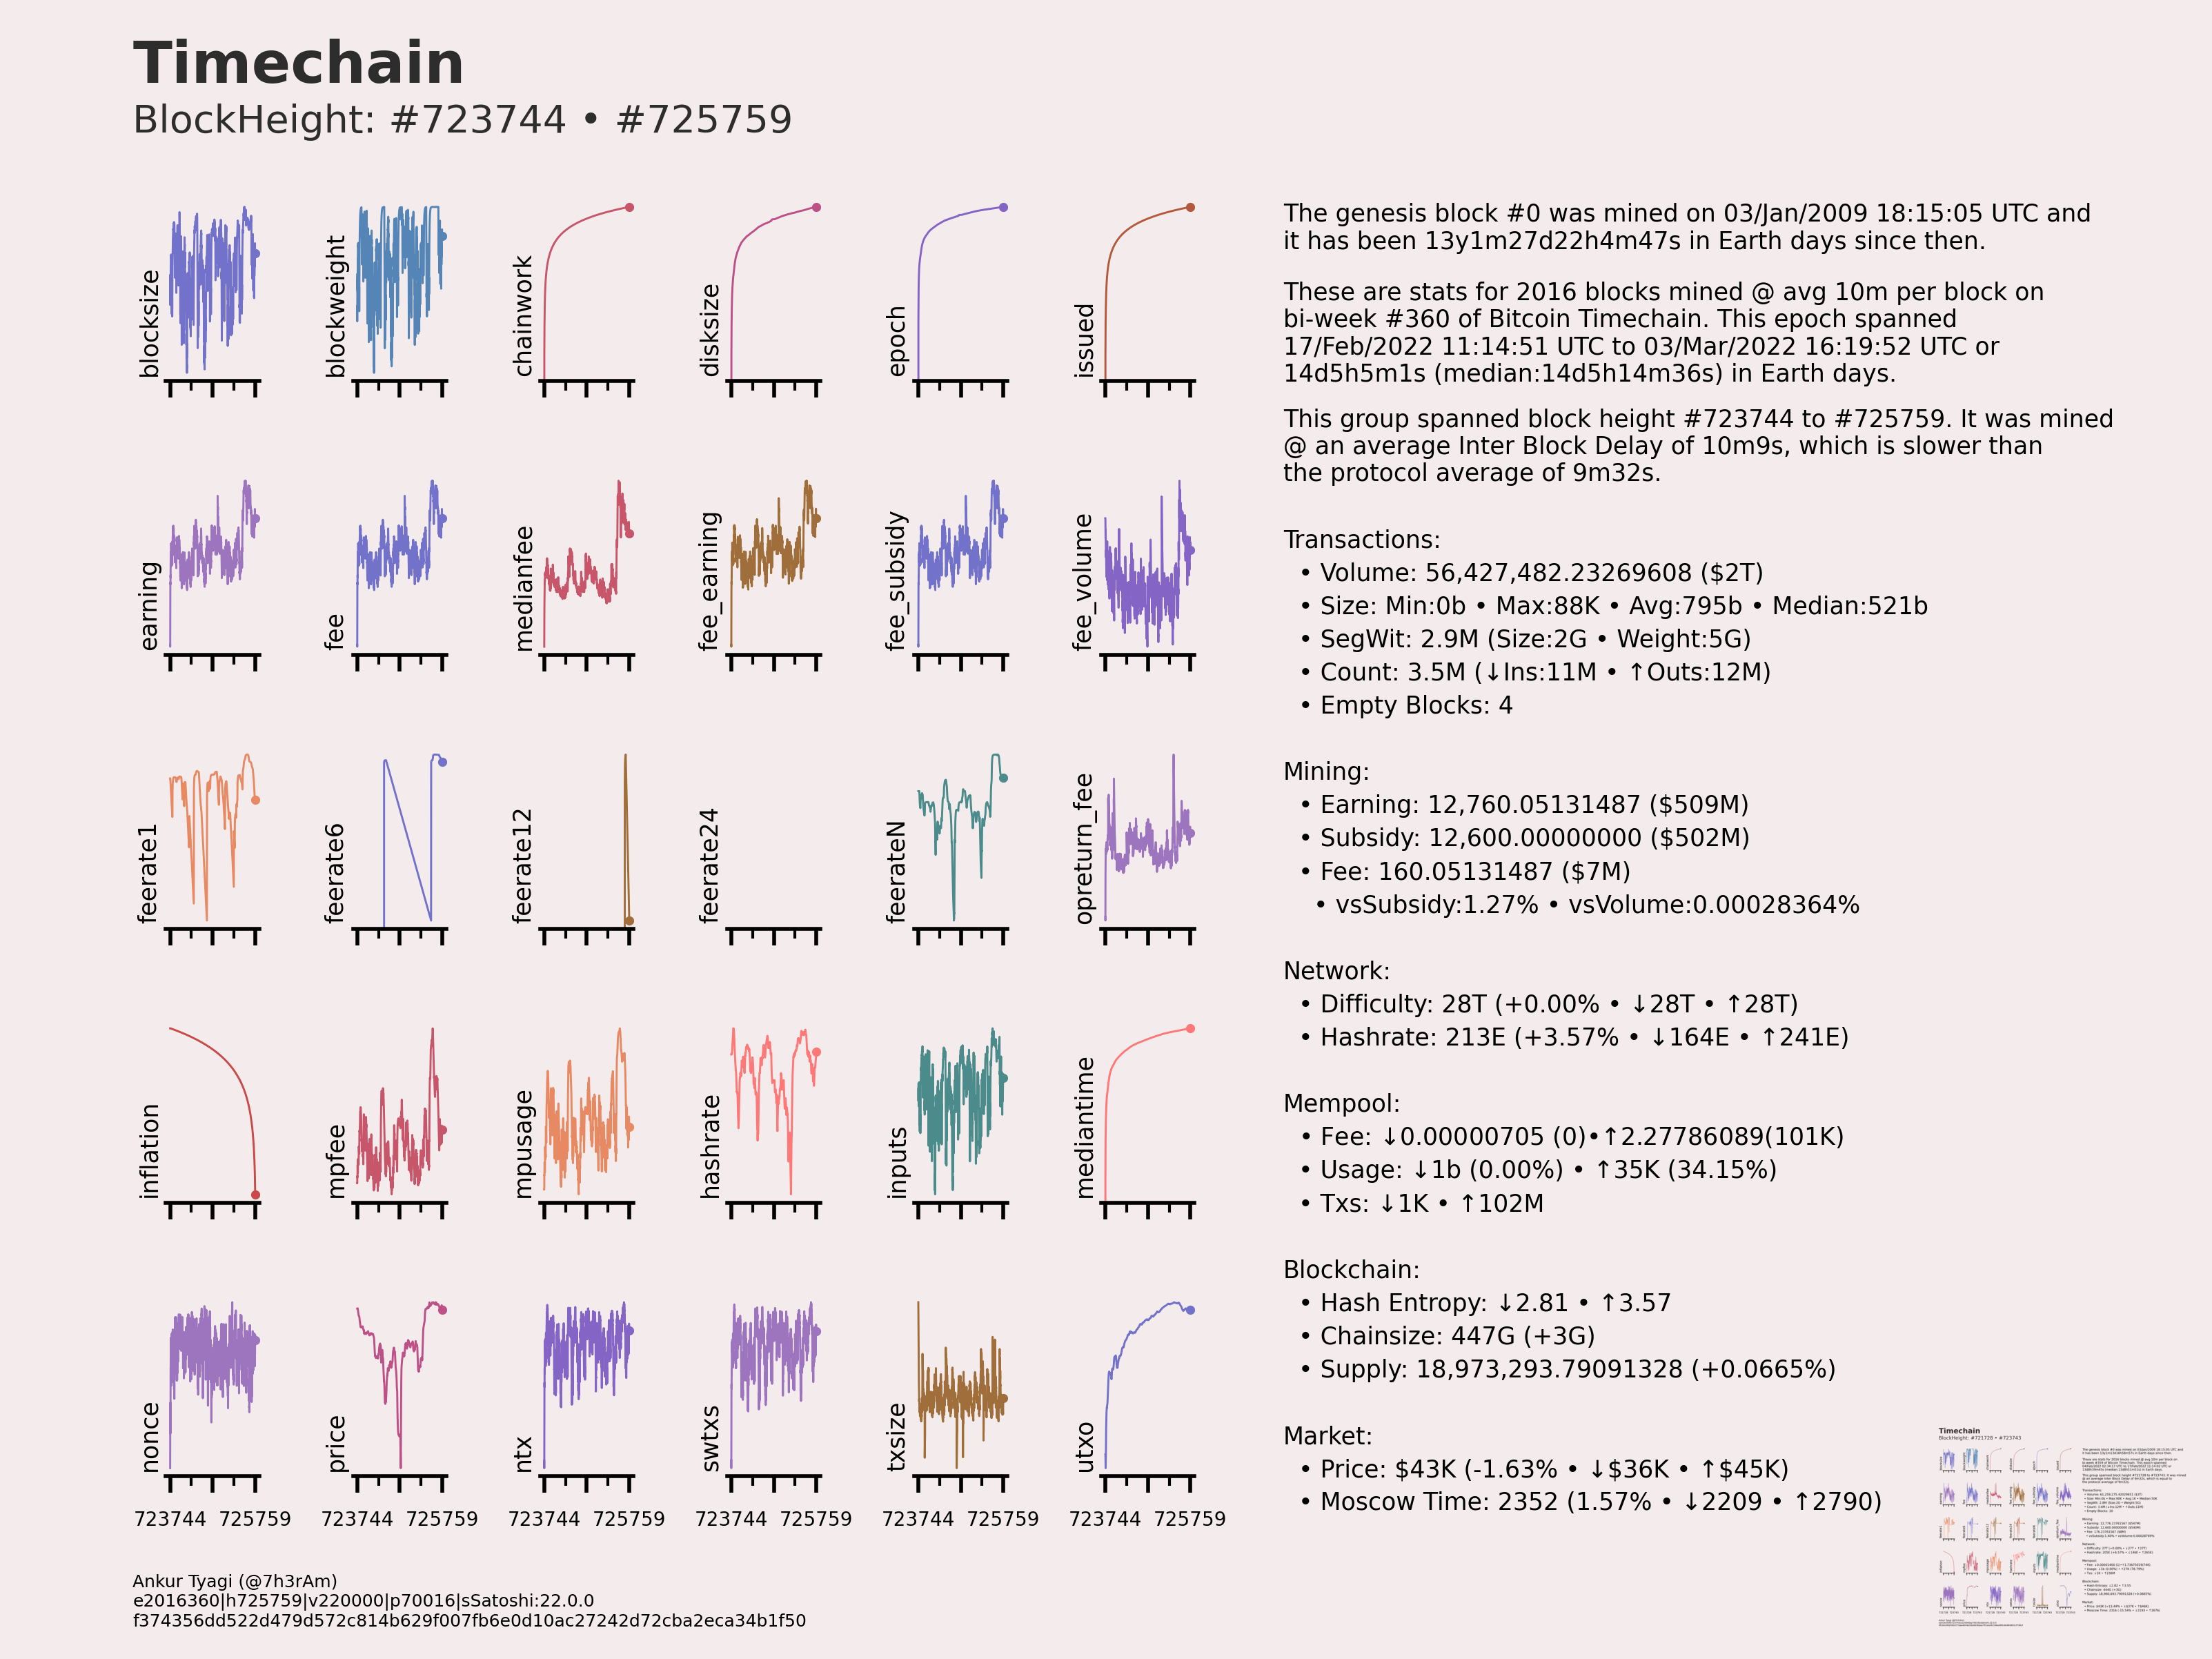 Timechain
BlockHeight: #723744 • #725759
blocksize
blockweight
chainwork
disksize
epoch
issued
earning
fee
medianfee
fee_earning
fee_subsidy
fee_volume
feerate1
feerate6
feerate12
feerate24
feerateN
opreturn_fee
inflation
mpfee
mpusage
hashrate
inputs
mediantime
nonce
price
ntx
swtxs
txsize
utxo
723744 725759 723744 725759 723744 725759 723744 725759 723744 725759 723744 725759
The genesis block #0 was mined on 03/Jan/2009 18:15:05 UTC and
it has been 13y1m27d22h4m47s in Earth days since then.
These are stats for 2016 blocks mined @ avg 10m per block on
bi-week #360 of Bitcoin Timechain. This epoch spanned
17/Feb/2022 11:14:51 UTC to 03/Mar/2022 16:19:52 UTC or
14d5h5m1s (median:14d5h14m36s) in Earth days.
This group spanned block height #723744 to #725759. It was mined
@ an average Inter Block Delay of 10m9s, which is slower than
the protocol average of 9m32s.
Transactions:
• Volume: 56,427,482.23269608 ($2T)
• Size: Min:0b • Max:88K • Avg:795b • Median:521b
• SegWit: 2.9M (Size:2G • Weight:5G)
• Count: 3.5M (↓Ins:11M • ↑Outs:12M)
• Empty Blocks: 4
Mining:
• Earning: 12,760.05131487 ($509M)
• Subsidy: 12,600.00000000 ($502M)
• Fee: 160.05131487 ($7M)
• vsSubsidy:1.27% • vsVolume:0.00028364%
Network:
• Difficulty: 28T (+0.00% • ↓28T • ↑28T)
• Hashrate: 213E (+3.57% • ↓164E • ↑241E)
Mempool:
• Fee: ↓0.00000705 (0)•↑2.27786089(101K)
• Usage: ↓1b (0.00%) • ↑35K (34.15%)
• Txs: ↓1K • ↑102M
Blockchain:
• Hash Entropy: ↓2.81 • ↑3.57
• Chainsize: 447G (+3G)
• Supply: 18,973,293.79091328 (+0.0665%)
Market:
• Price: $43K (-1.63% • ↓$36K • ↑$45K)
• Moscow Time: 2352 (1.57% • ↓2209 • ↑2790)
Ankur Tyagi (@7h3rAm)
e2016360|h725759|v220000|p70016|sSatoshi:22.0.0
f374356dd522d479d572c814b629f007fb6e0d10ac27242d72cba2eca34b1f50
Timechain
BlockHeight: #721728 • #723743